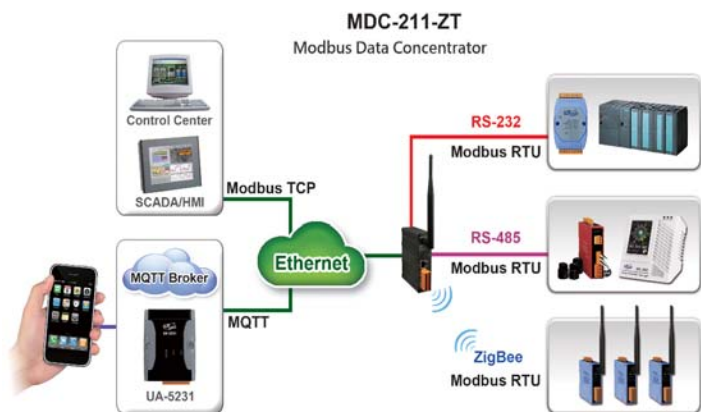 MDC-211-ZT
Modbus Data Concentrator
Control Center
SCADA/HMI
Modbus TCP
Ethernet
MQTT Broker
MQTT
UA-5231
RS-232
Modbus RTU
RS-485
Modbus RTU
ZigBee
Modbus RTU